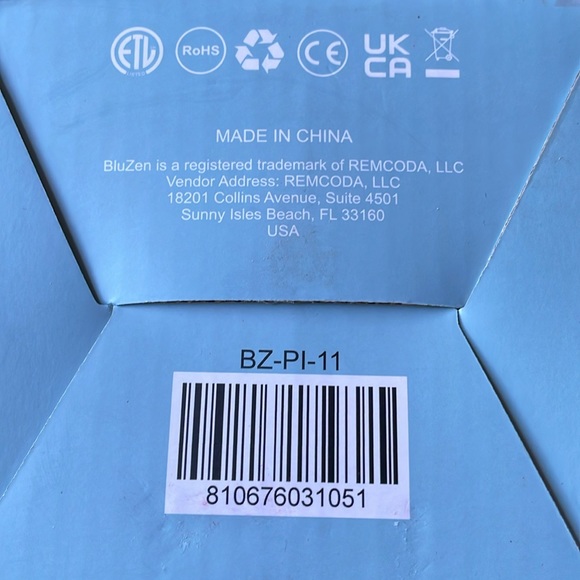 ETL RoHS CE UK
CA
MADE IN CHINA
BluZen is a registered trademark of REMCODA, LLC
Vendor Address: REMCODA, LLC
18201 Collins Avenue, Suite 4501
Sunny Isles Beach, FL 33160
USA
BZ-PI-11
810676031051